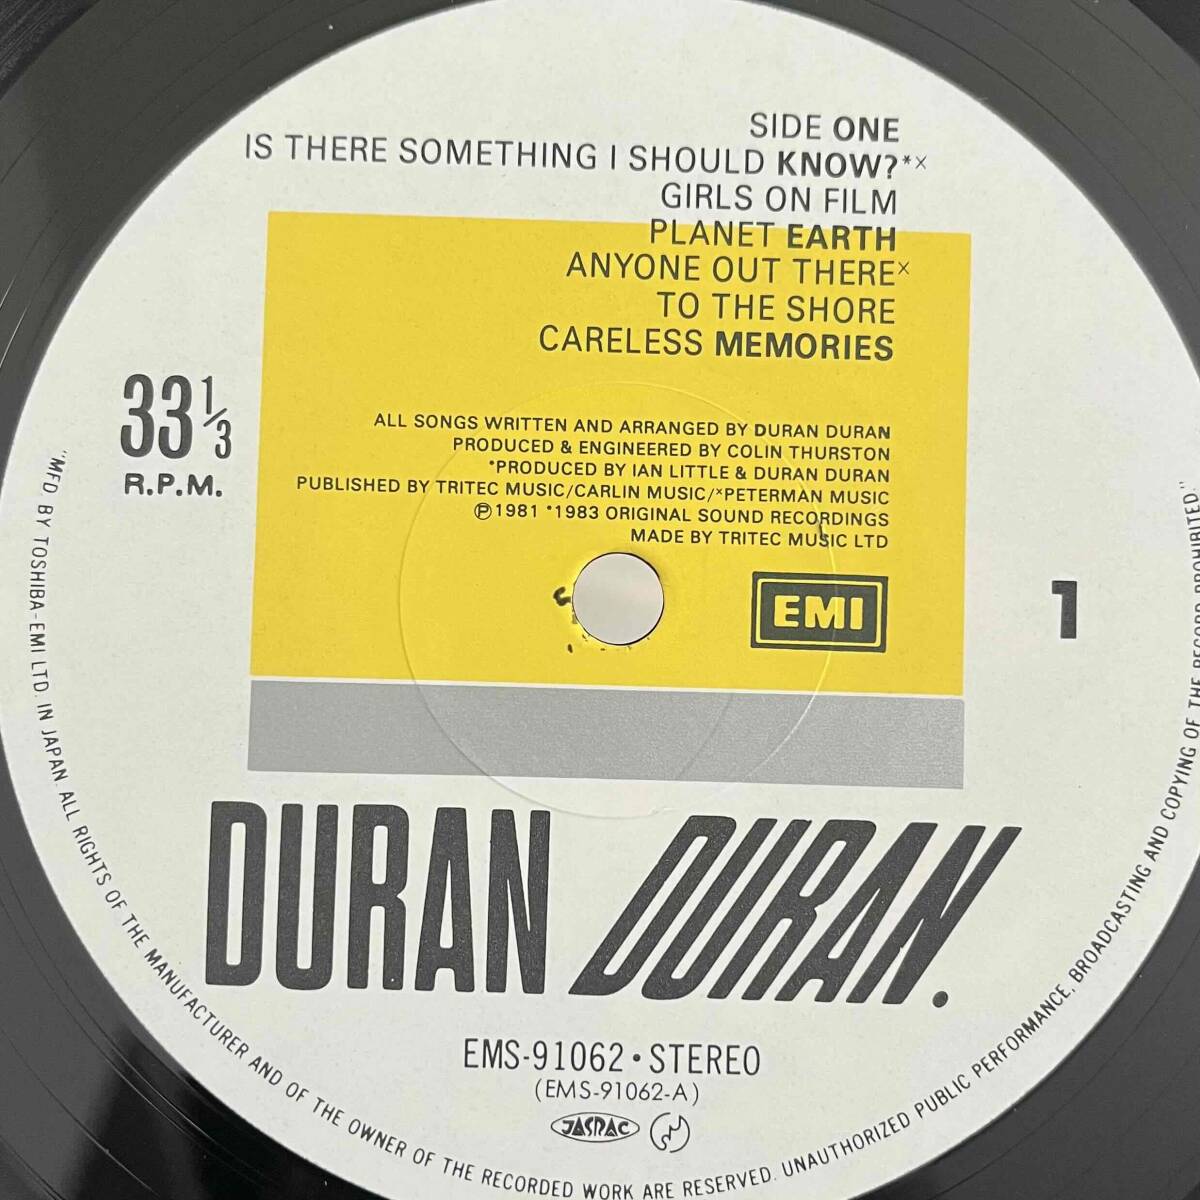 SIDE ONE
IS THERE SOMETHING I SHOULD KNOW?*×
GIRLS ON FILM
PLANET EARTH
ANYONE OUT THERE×
TO THE SHORE
CARELESS MEMORIES
33 1/3
R.P.M.
ALL SONGS WRITTEN AND ARRANGED BY DURAN DURAN
PRODUCED & ENGINEERED BY COLIN THURSTON
*PRODUCED BY IAN LITTLE & DURAN DURAN
PUBLISHED BY TRITEC MUSIC/CARLIN MUSIC/×PETERMAN MUSIC
Ⓟ1981 *1983 ORIGINAL SOUND RECORDINGS
MADE BY TRITEC MUSIC LTD
EMI
1
DURAN DURAN.
EMS-91062・STEREO
(EMS-91062-A)
JASRAC
"MFD. BY TOSHIBA-EMI LTD. IN JAPAN. ALL RIGHTS OF THE MANUFACTURER AND OF THE OWNER OF THE RECORDED WORK ARE RESERVED. UNAUTHORIZED PUBLIC PERFORMANCE, BROADCASTING AND COPYING OF THE RECORD PROHIBITED."